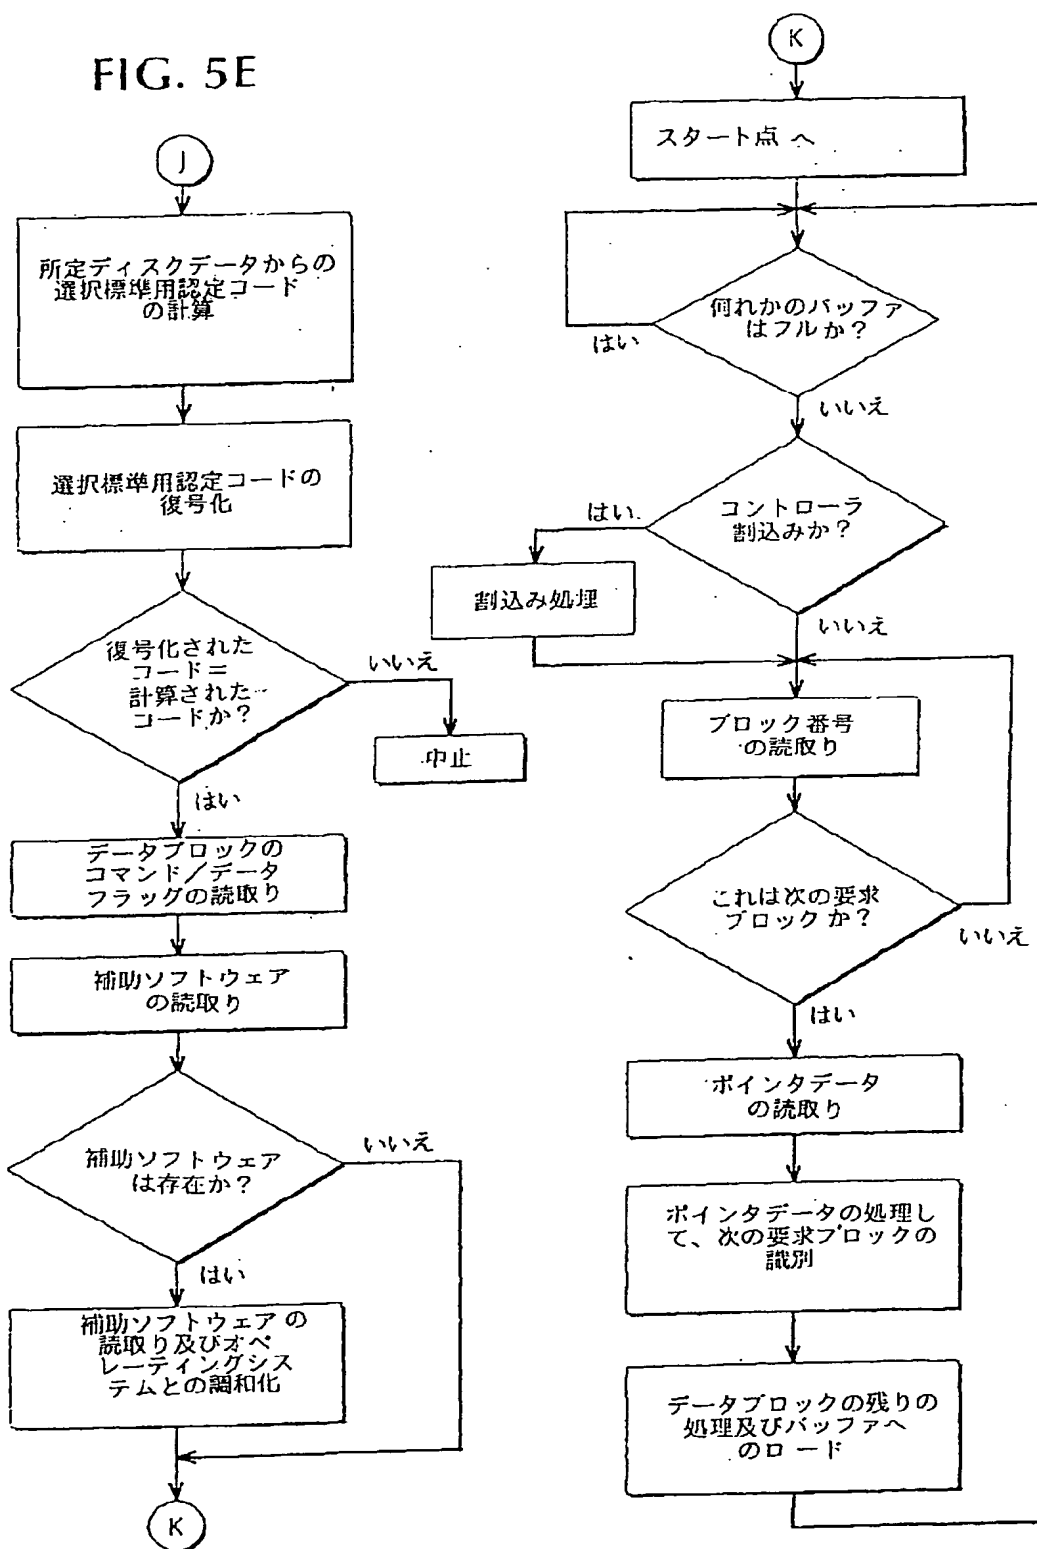 FIG. 5E
J
所定ディスクデータからの
選択標準用認定コード
の計算
選択標準用認定コードの
復号化
復号化された
コード＝
計算された
コードか？
いいえ
中止
はい
データブロックの
コマンド／データ
フラッグの読取り
補助ソフトウェア
の読取り
補助ソフトウェア
は存在か？
いいえ
はい
補助ソフトウェアの
読取り及びオペ
レーティングシス
テムとの調和化
K
K
スタート点 へ
何れかのバッファ
はフルか？
はい
いいえ
コントローラ
割込みか？
はい
割込み処理
いいえ
ブロック番号
の読取り
これは次の要求
ブロックか？
いいえ
はい
ポインタデータ
の読取り
ポインタデータの処理し
て、次の要求ブロックの
識別
データブロックの残りの
処理及びバッファへ
のロード